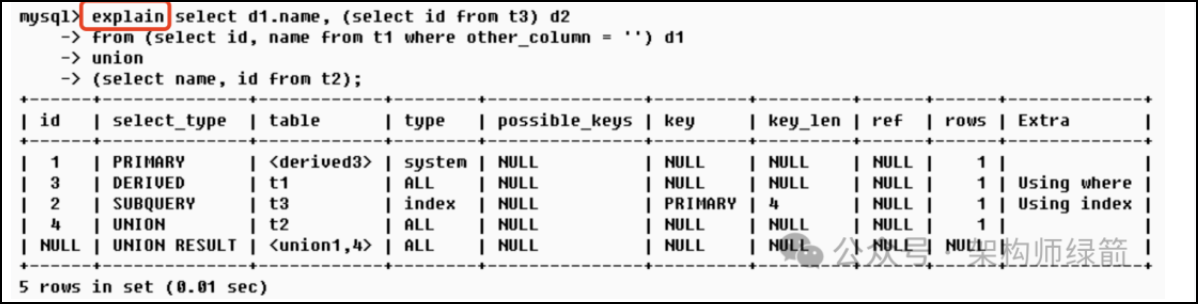 mysql> explain select d1.name, (select id from t3) d2
    -> from (select id, name from t1 where other_column = '') d1
    -> union
    -> (select name, id from t2);
+------+--------------+------------+--------+---------------+---------+---------+------+------+-------------+
| id | select_type | table | type | possible_keys | key | key_len | ref | rows | Extra |
+------+--------------+------------+--------+---------------+---------+---------+------+------+-------------+
| 1 | PRIMARY | <derived3> | system | NULL | NULL | NULL | NULL | 1 | |
| 3 | DERIVED | t1 | ALL | NULL | NULL | NULL | NULL | 1 | Using where |
| 2 | SUBQUERY | t3 | index | NULL | PRIMARY | 4 | NULL | 1 | Using index |
| 4 | UNION | t2 | ALL | NULL | NULL | NULL | NULL | 1 | |
| NULL | UNION RESULT | <union1,4> | ALL | NULL | NULL | NULL | NULL | NULL | |
+------+--------------+------------+--------+---------------+---------+---------+------+------+-------------+
5 rows in set (0.01 sec)
公众号 · 架构师绿箭